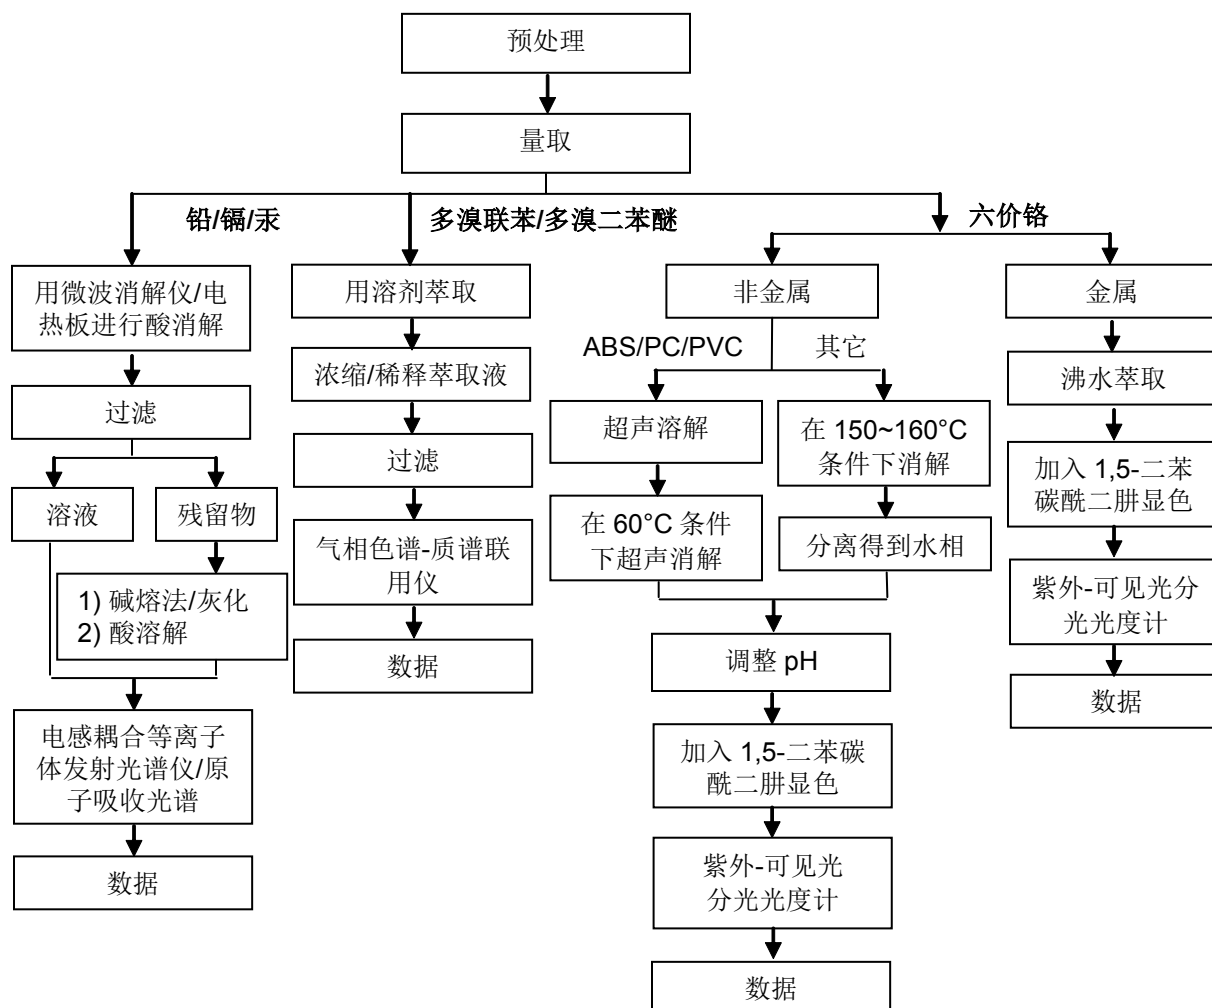 预处理
量取
铅/镉/汞
多溴联苯/多溴二苯醚
六价铬
用微波消解仪/电
热板进行酸消解
过滤
溶液
残留物
1) 碱熔法/灰化
2) 酸溶解
电感耦合等离子
体发射光谱仪/原
子吸收光谱
数据
用溶剂萃取
浓缩/稀释萃取液
过滤
气相色谱-质谱联
用仪
数据
非金属
ABS/PC/PVC
其它
超声溶解
在 60°C 条件
下超声消解
在 150~160°C
条件下消解
分离得到水相
调整 pH
加入 1,5-二苯碳
酰二肼显色
紫外-可见光
分光光度计
数据
金属
沸水萃取
加入 1,5-二苯
碳酰二肼显色
紫外-可见光分
光光度计
数据